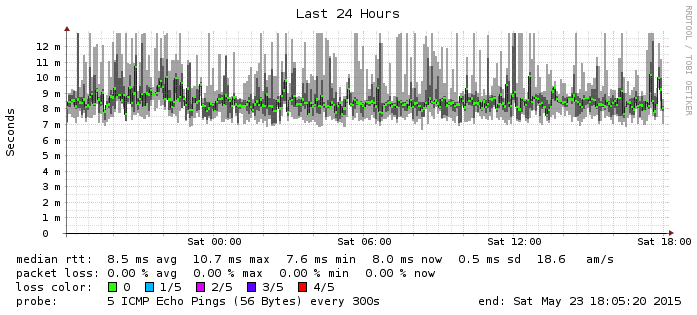 Last 24 Hours
RRDTOOL / TOBI OETIKER
Seconds
12 m
11 m
10 m
9 m
8 m
7 m
6 m
5 m
4 m
3 m
2 m
1 m
0
Sat 00:00 Sat 06:00 Sat 12:00 Sat 18:00
median rtt: 8.5 ms avg 10.7 ms max 7.6 ms min 8.0 ms now 0.5 ms sd 18.6 am/s
packet loss: 0.00 % avg 0.00 % max 0.00 % min 0.00 % now
loss color: 0 1/5 2/5 3/5 4/5
probe: 5 ICMP Echo Pings (56 Bytes) every 300s end: Sat May 23 18:05:20 2015